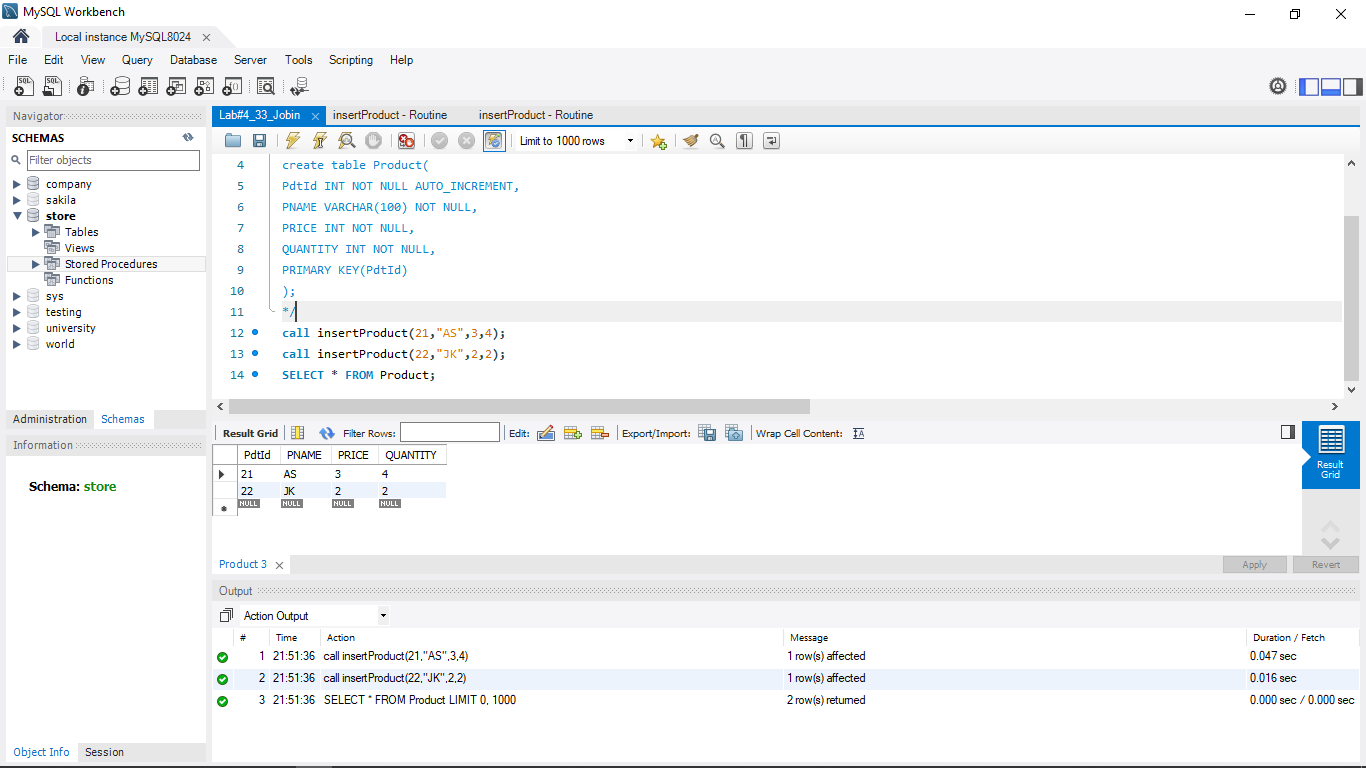 MySQL Workbench
Local instance MySQL8024
File Edit View Query Database Server Tools Scripting Help
Navigator
SCHEMAS
Filter objects
company
sakila
store
Tables
Views
Stored Procedures
Functions
sys
testing
university
world
Administration Schemas
Information
Schema: store
Object Info Session
Lab#4_33_Jobin insertProduct - Routine insertProduct - Routine
Limit to 1000 rows
4 create table Product(
5 PdtId INT NOT NULL AUTO_INCREMENT,
6 PNAME VARCHAR(100) NOT NULL,
7 PRICE INT NOT NULL,
8 QUANTITY INT NOT NULL,
9 PRIMARY KEY(PdtId)
10 );
11 */
12 call insertProduct(21,"AS",3,4);
13 call insertProduct(22,"JK",2,2);
14 SELECT * FROM Product;
Result Grid Filter Rows: Edit: Export/Import: Wrap Cell Content:
PdtId PNAME PRICE QUANTITY
21 AS 3 4
22 JK 2 2
NULL NULL NULL NULL
Result
Grid
Product 3 Apply Revert
Output
Action Output
# Time Action Message Duration / Fetch
1 21:51:36 call insertProduct(21,"AS",3,4) 1 row(s) affected 0.047 sec
2 21:51:36 call insertProduct(22,"JK",2,2) 1 row(s) affected 0.016 sec
3 21:51:36 SELECT * FROM Product LIMIT 0, 1000 2 row(s) returned 0.000 sec / 0.000 sec